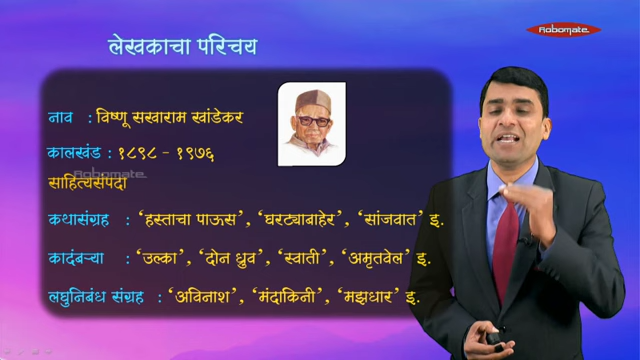 Robomate
लेखकाचा परिचय
नाव : विष्णू सखाराम खांडेकर
कालखंड : १८९८ - १९७६
Robomate
साहित्यसंपदा
कथासंग्रह : ‘हस्ताचा पाऊस’, ‘घरट्याबाहेर’, ‘सांजवात’ इ.
कादंबऱ्या : ‘उल्का’, ‘दोन ध्रुव’, ‘स्वाती’, ‘अमृतवेल’ इ.
लघुनिबंध संग्रह : ‘अविनाश’, ‘मंदाकिनी’, ‘मझधार’ इ.